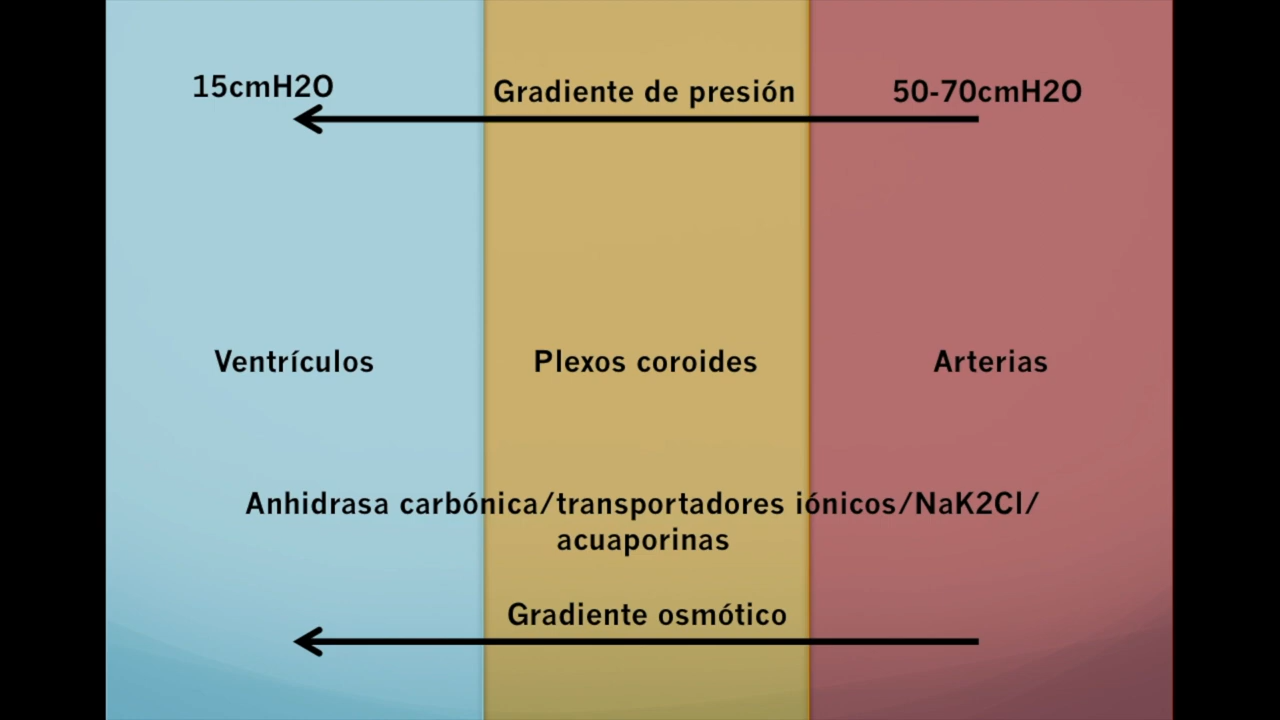 15cmH2O
Gradiente de presión
50-70cmH2O
Ventrículos
Plexos coroides
Arterias
Anhidrasa carbónica/transportadores iónicos/NaK2Cl/
acuaporinas
Gradiente osmótico